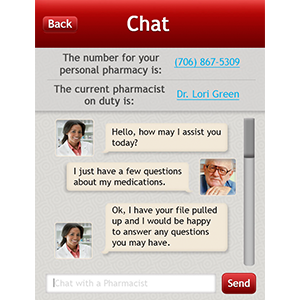 Back
Chat
The number for your
personal pharmacy is:
(706) 867-5309
The current pharmacist
on duty is:
Dr. Lori Green
Hello, how may I assist you
today?
I just have a few questions
about my medications.
Ok, I have your file pulled
up and I would be happy
to answer any questions
you may have.
Chat with a Pharmacist
Send